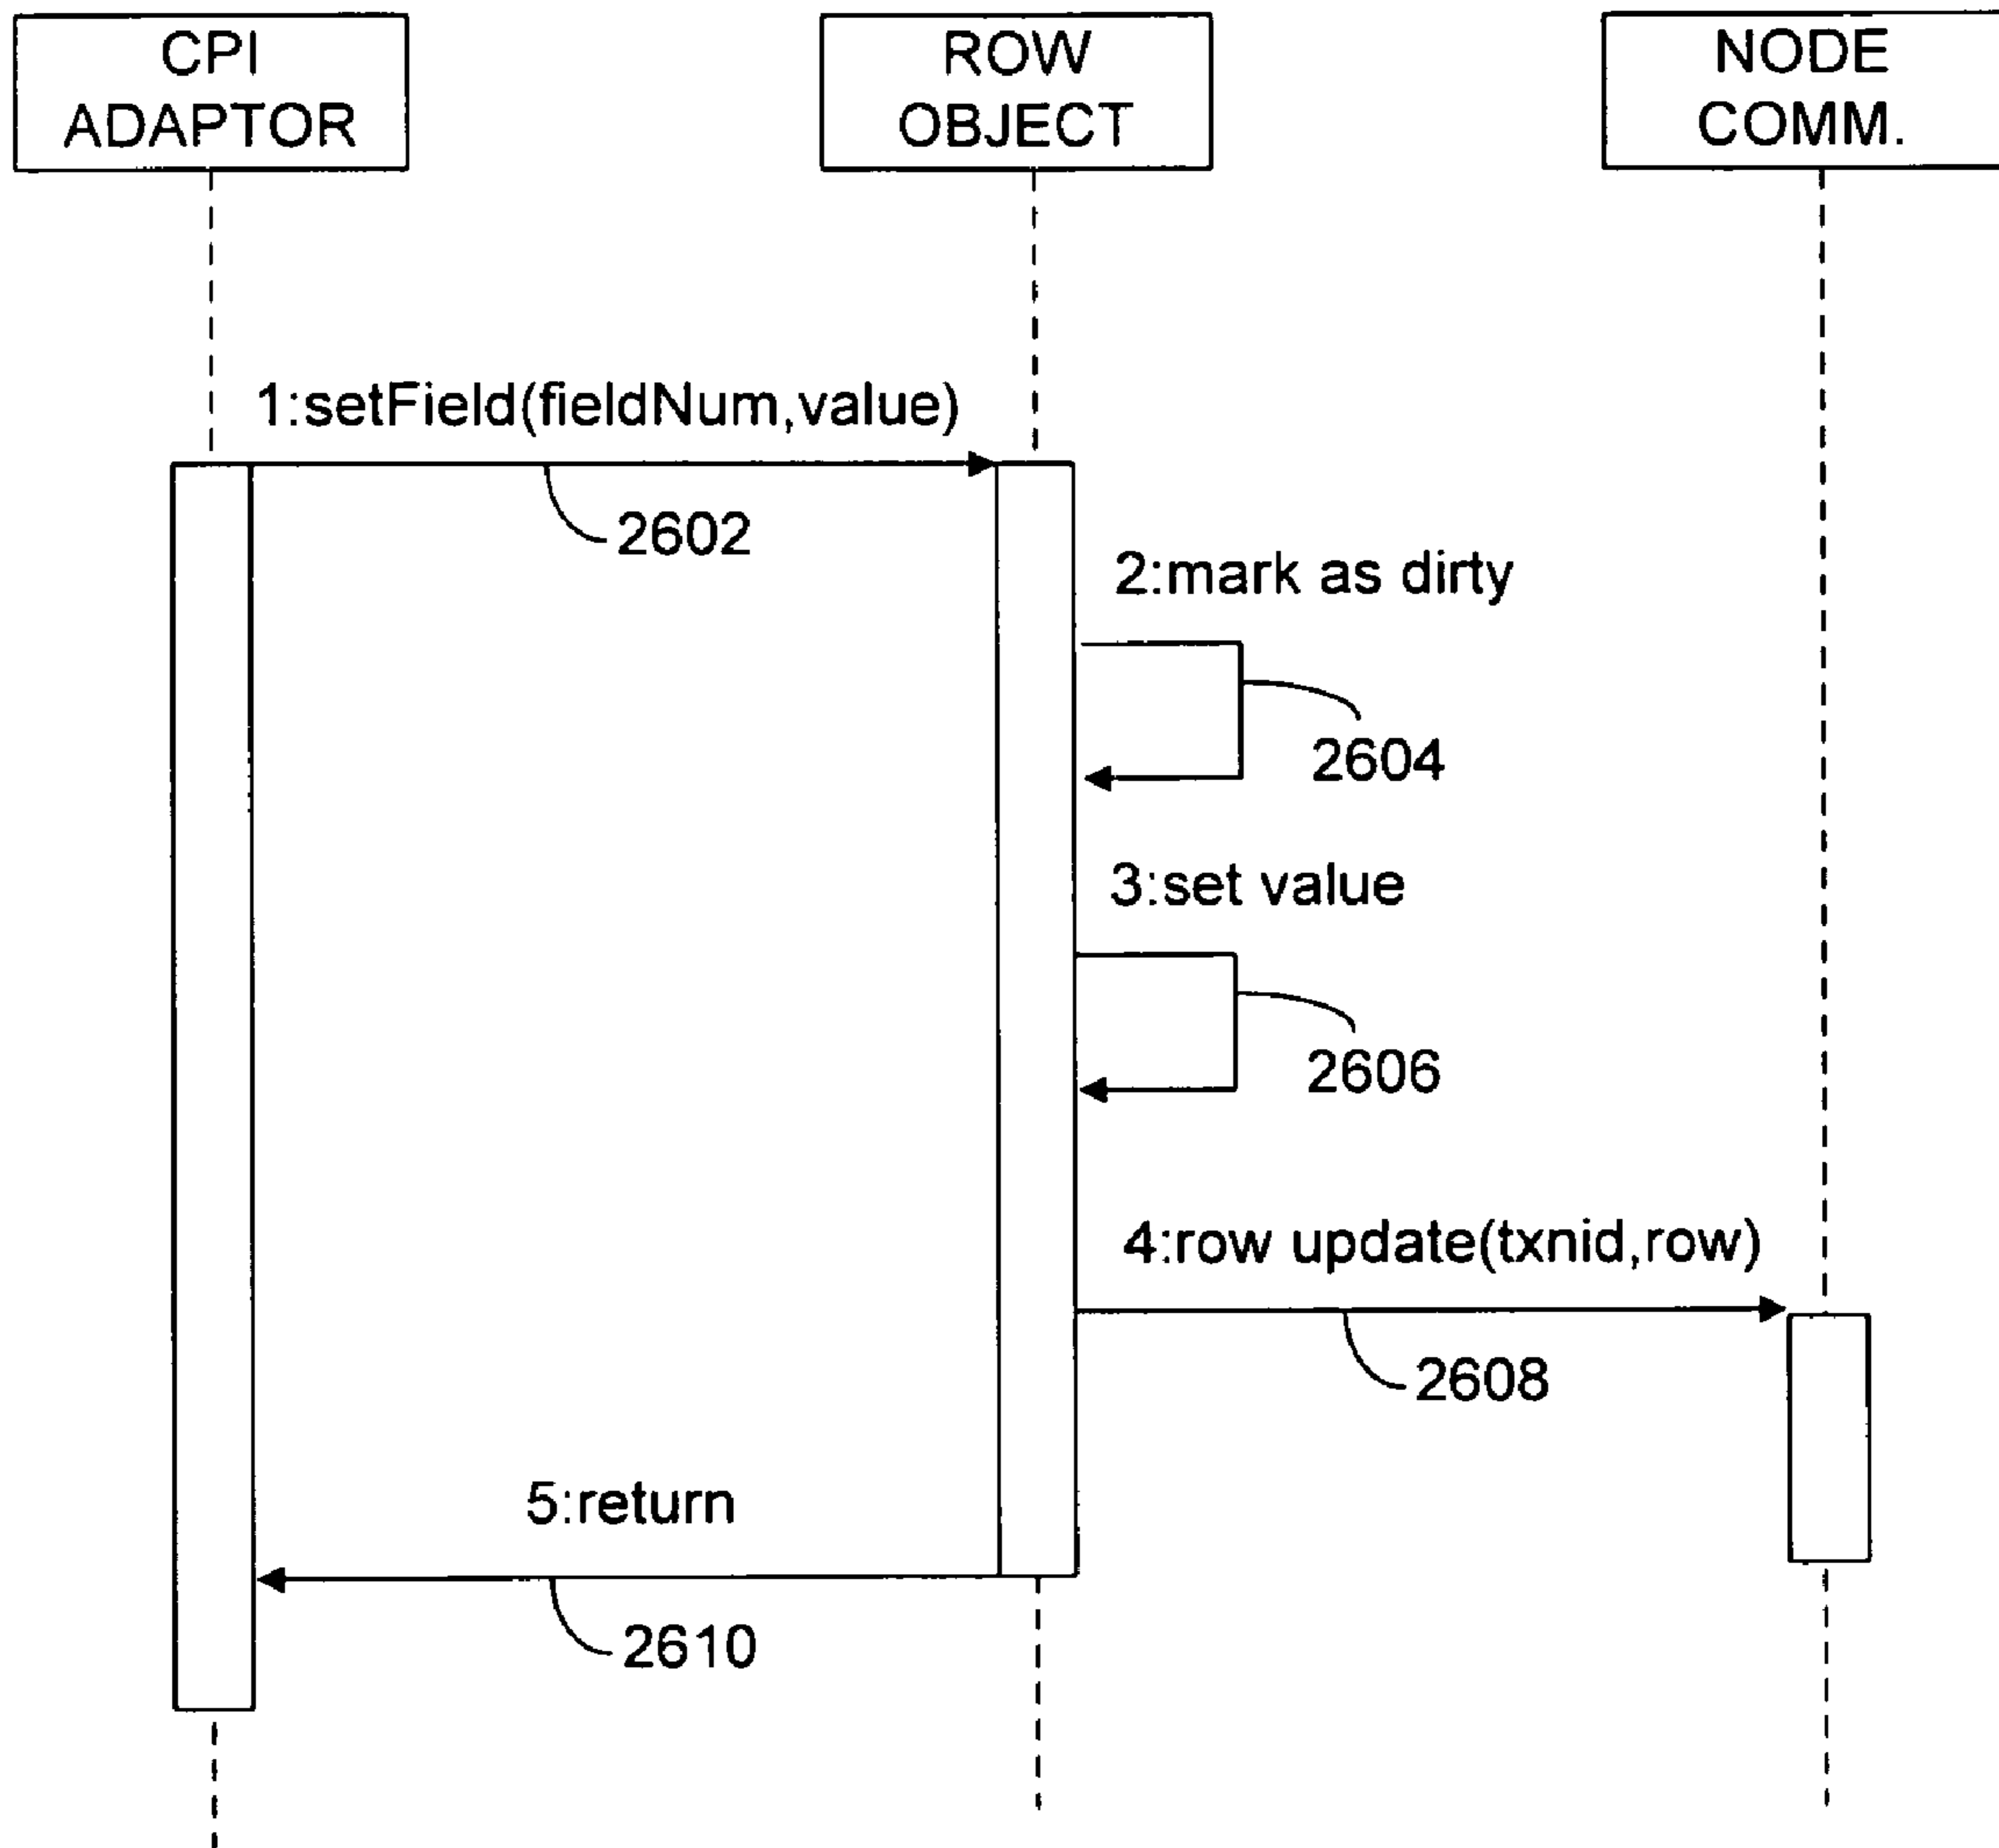 CPI
ADAPTOR
ROW
OBJECT
NODE
COMM.
1:setField(fieldNum,value)
2602
2:mark as dirty
2604
3:set value
2606
4:row update(txnid,row)
2608
5:return
2610